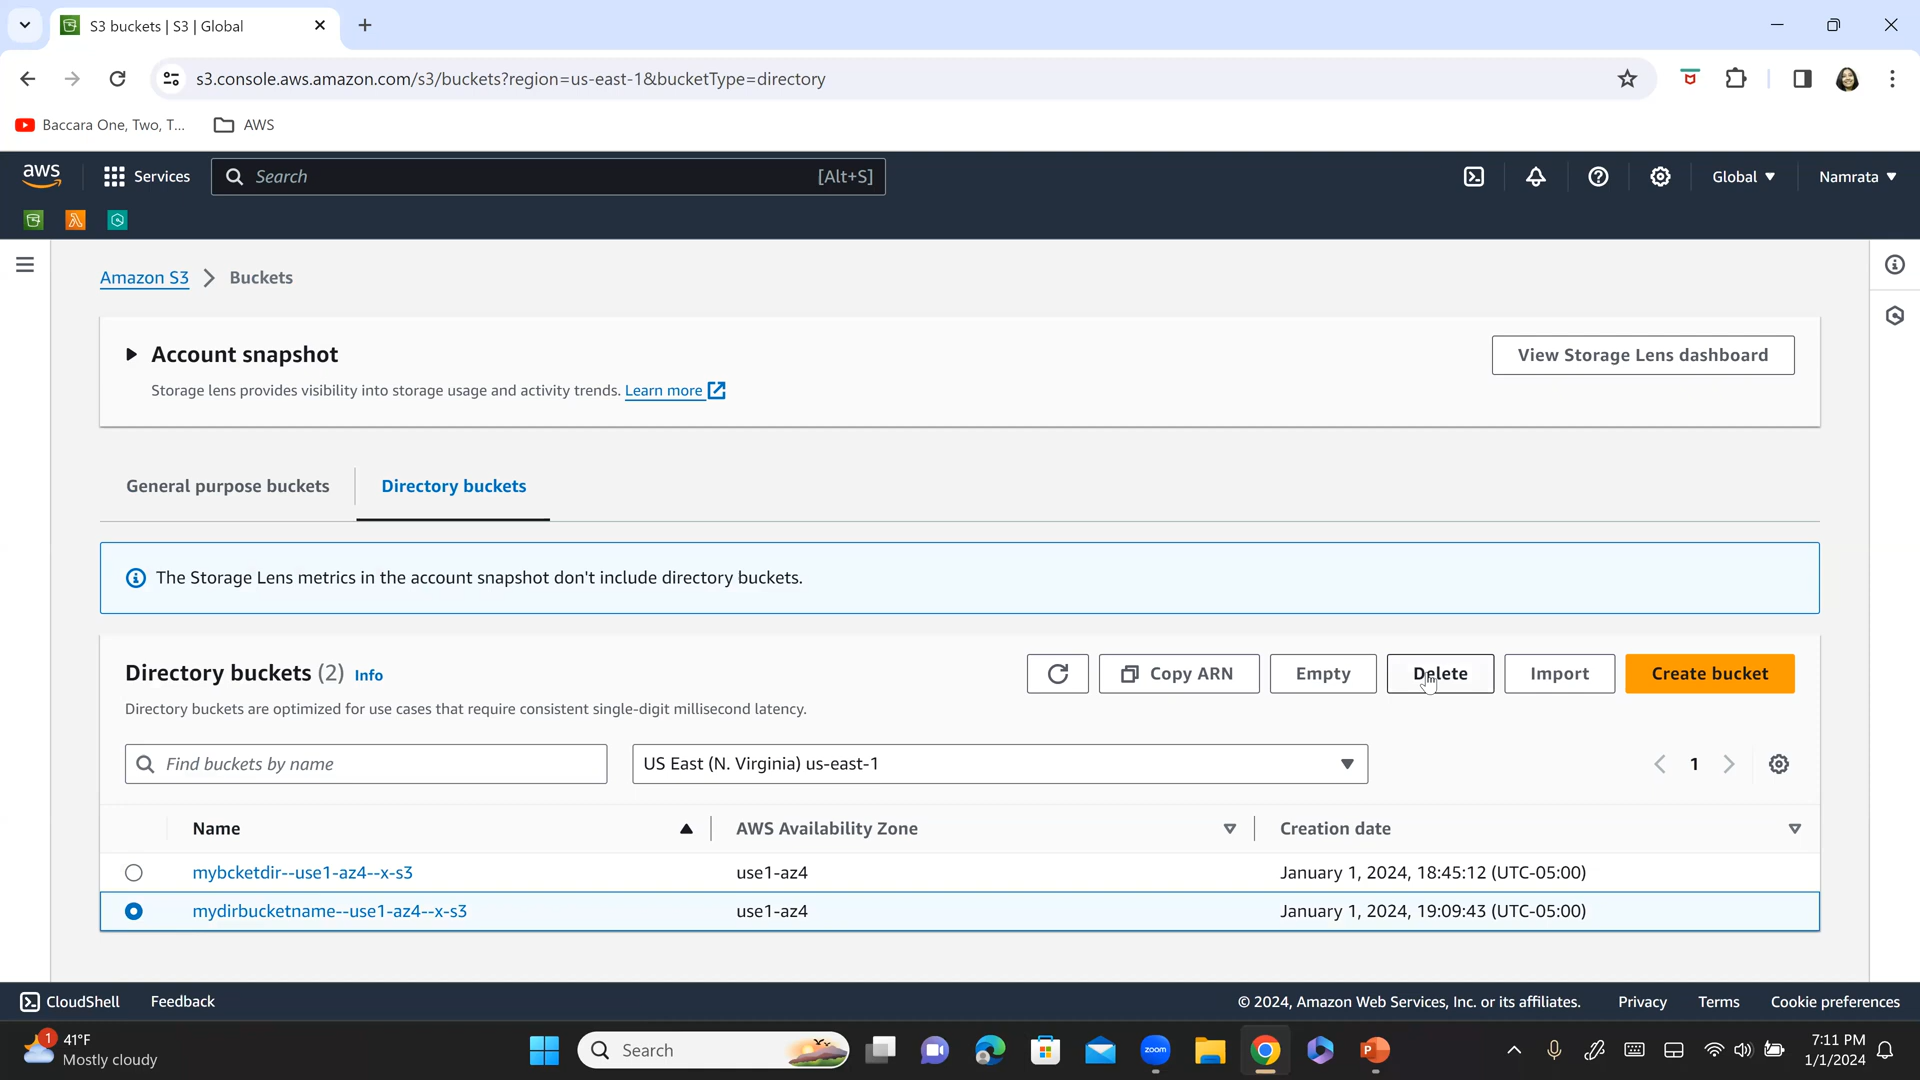 S3 buckets | S3 | Global
s3.console.aws.amazon.com/s3/buckets?region=us-east-1&bucketType=directory
Baccara One, Two, T...
AWS
aws
Services
Search
[Alt+S]
Global
Namrata
Amazon S3
Buckets
Account snapshot
View Storage Lens dashboard
Storage lens provides visibility into storage usage and activity trends. Learn more
General purpose buckets
Directory buckets
The Storage Lens metrics in the account snapshot don't include directory buckets.
Directory buckets (2) Info
Copy ARN
Empty
Delete
Import
Create bucket
Directory buckets are optimized for use cases that require consistent single-digit millisecond latency.
Find buckets by name
US East (N. Virginia) us-east-1
1
Name
AWS Availability Zone
Creation date
mybcketdir--use1-az4--x-s3
use1-az4
January 1, 2024, 18:45:12 (UTC-05:00)
mydirbucketname--use1-az4--x-s3
use1-az4
January 1, 2024, 19:09:43 (UTC-05:00)
CloudShell
Feedback
© 2024, Amazon Web Services, Inc. or its affiliates.
Privacy
Terms
Cookie preferences
1
41°F
Mostly cloudy
Search
zoom
7:11 PM
1/1/2024